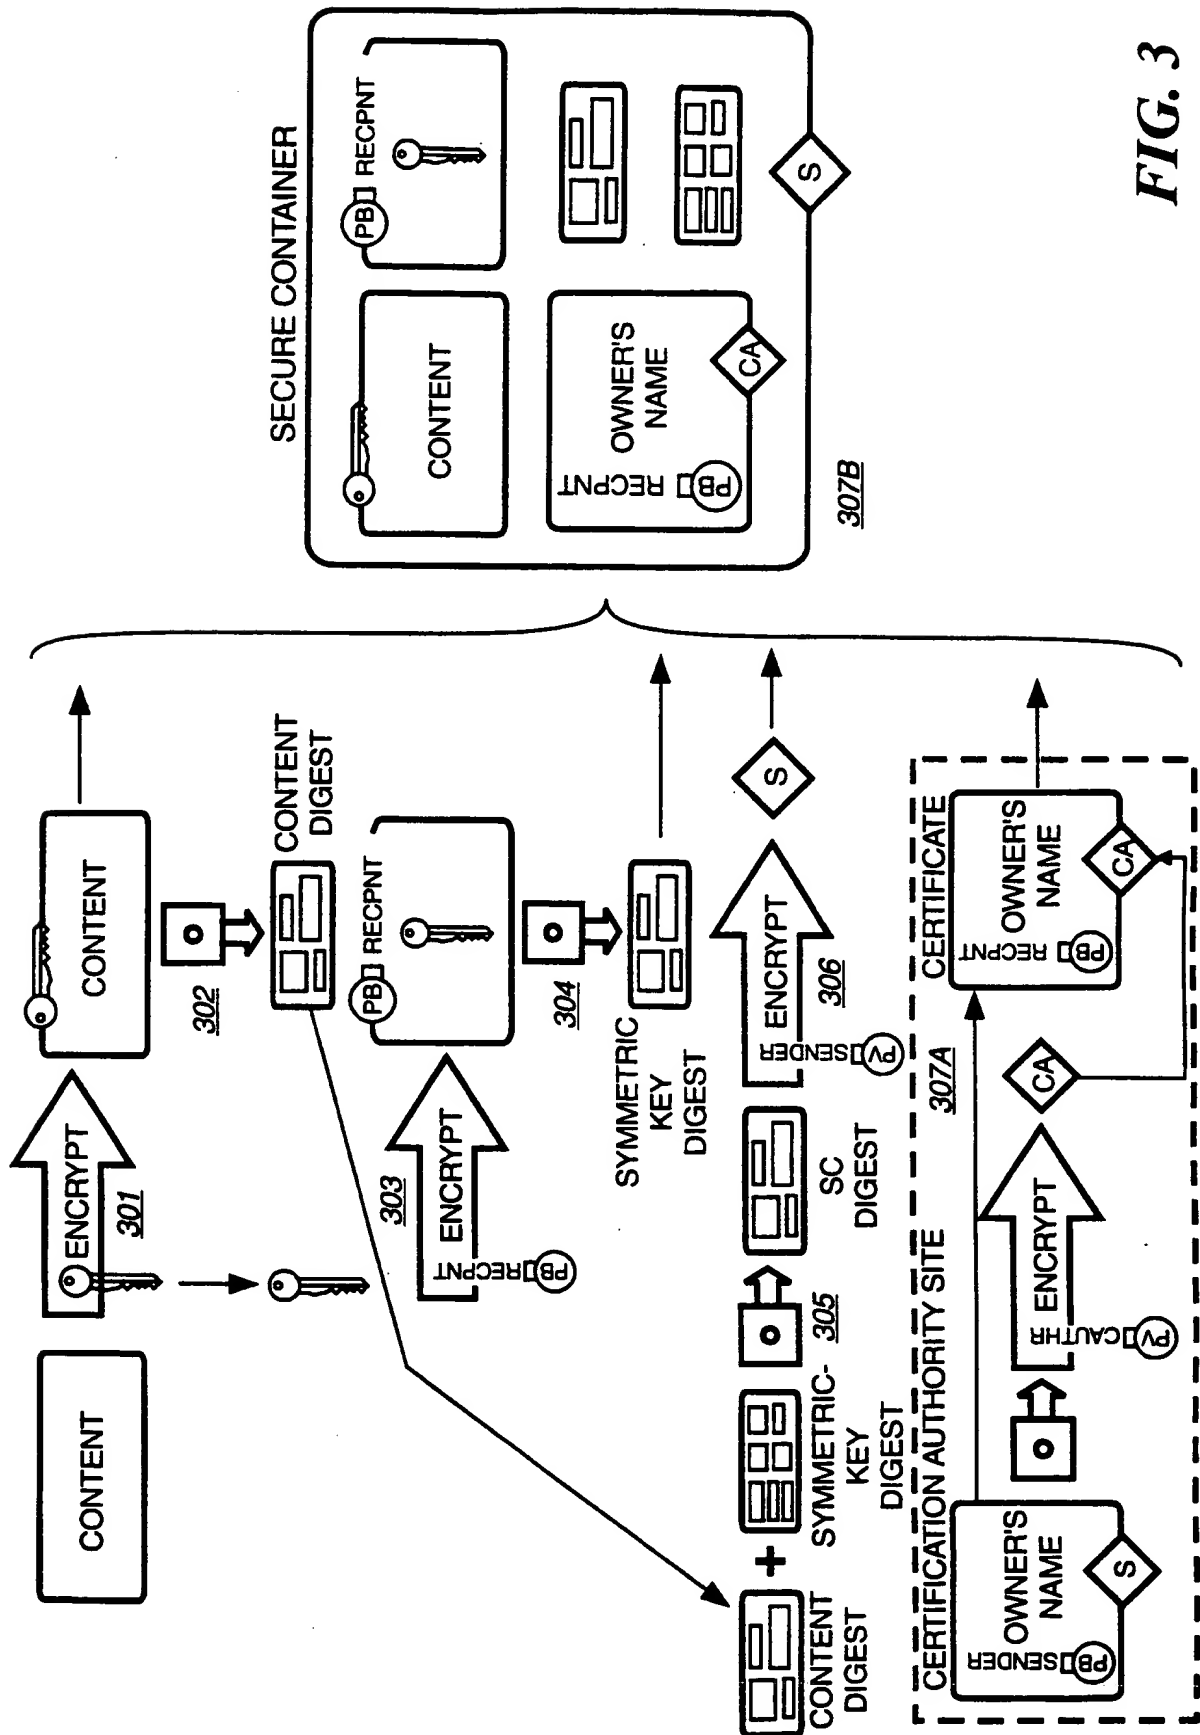 CONTENT
ENCRYPT
301
CONTENT
302
CONTENT
DIGEST
303
ENCRYPT
PB RECPNT
PB RECPNT
304
SYMMETRIC
KEY
DIGEST
CONTENT
DIGEST
+
SYMMETRIC-
KEY
DIGEST
305
SC
DIGEST
ENCRYPT
PV SENDER
306
S
CERTIFICATION AUTHORITY SITE
PB SENDER
OWNER'S
NAME
S
ENCRYPT
PV CAUTHR
307A
CA
CERTIFICATE
PB RECPNT
OWNER'S
NAME
CA
SECURE CONTAINER
CONTENT
PB RECPNT
PB RECPNT
OWNER'S
NAME
CA
S
307B
FIG. 3